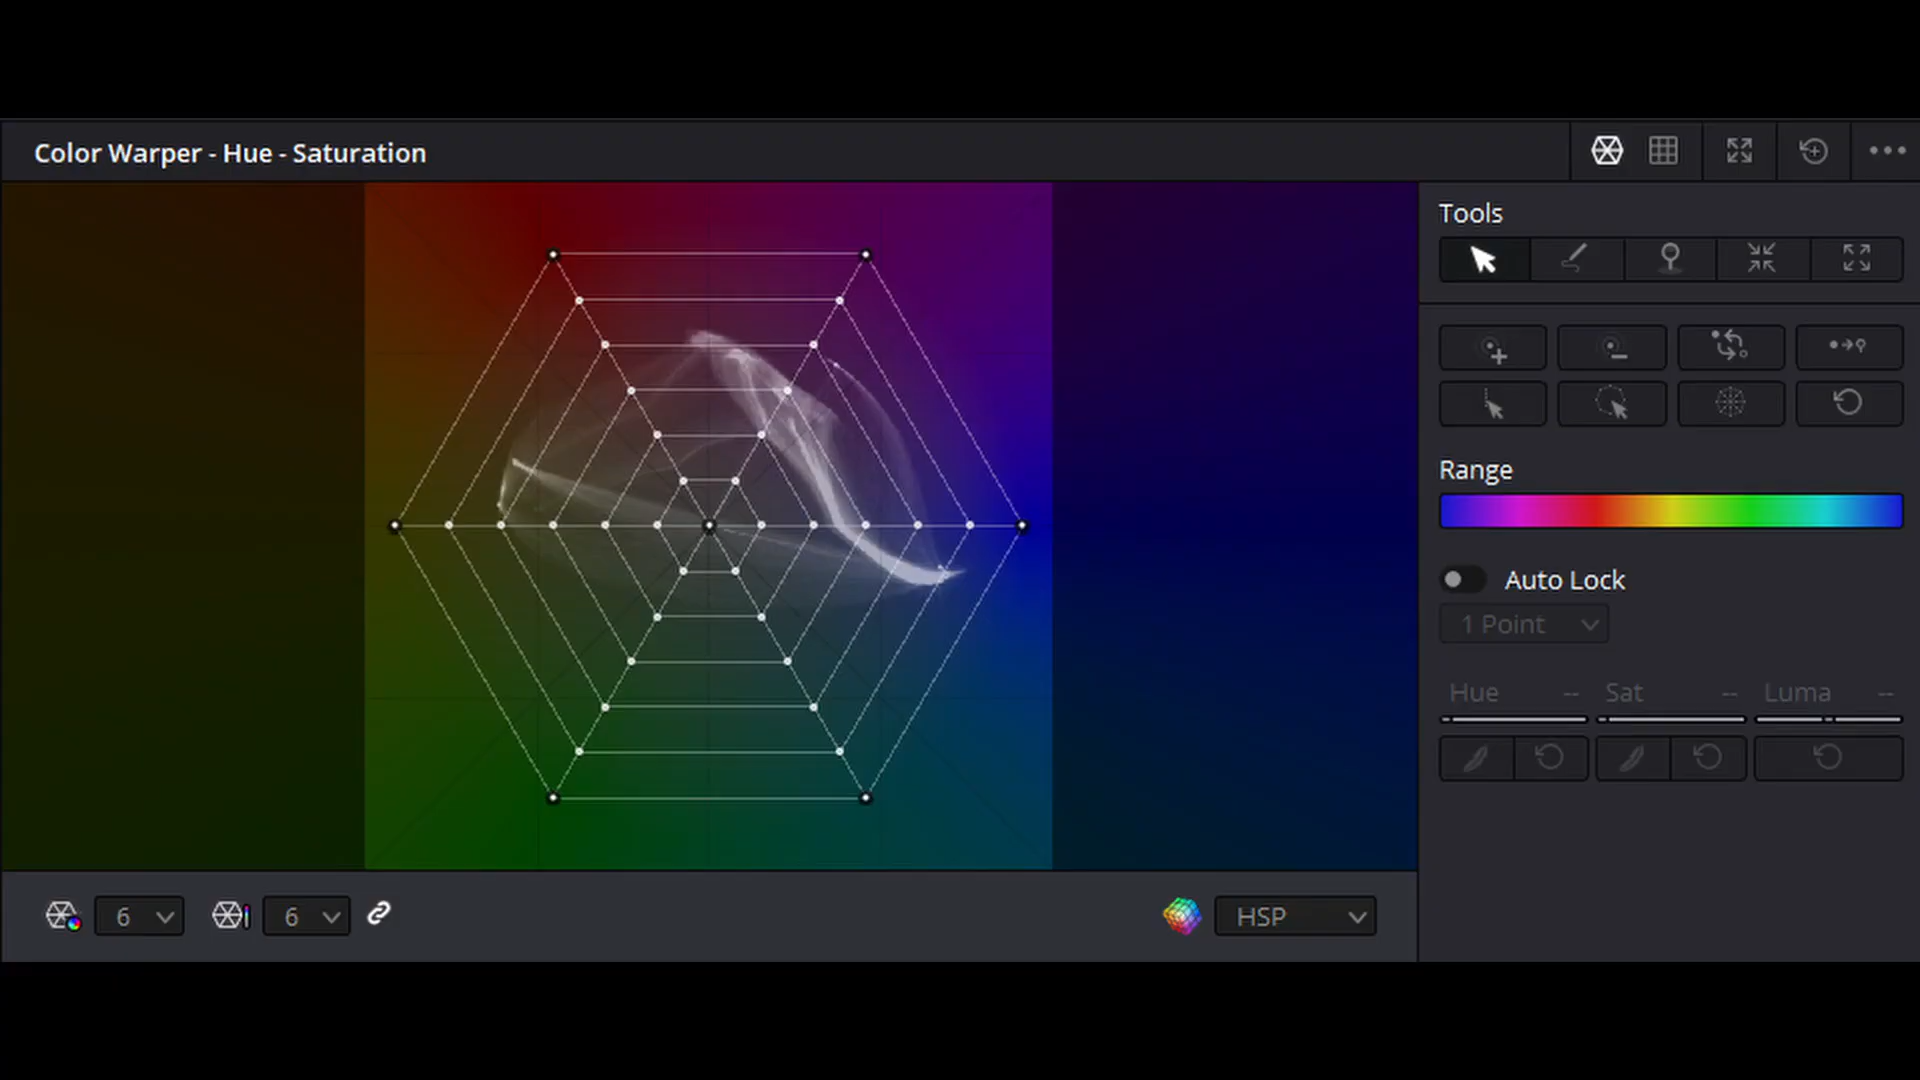 Color Warper - Hue - Saturation
Tools
Range
Auto Lock
1 Point
Hue -- Sat -- Luma --
6 6 HSP